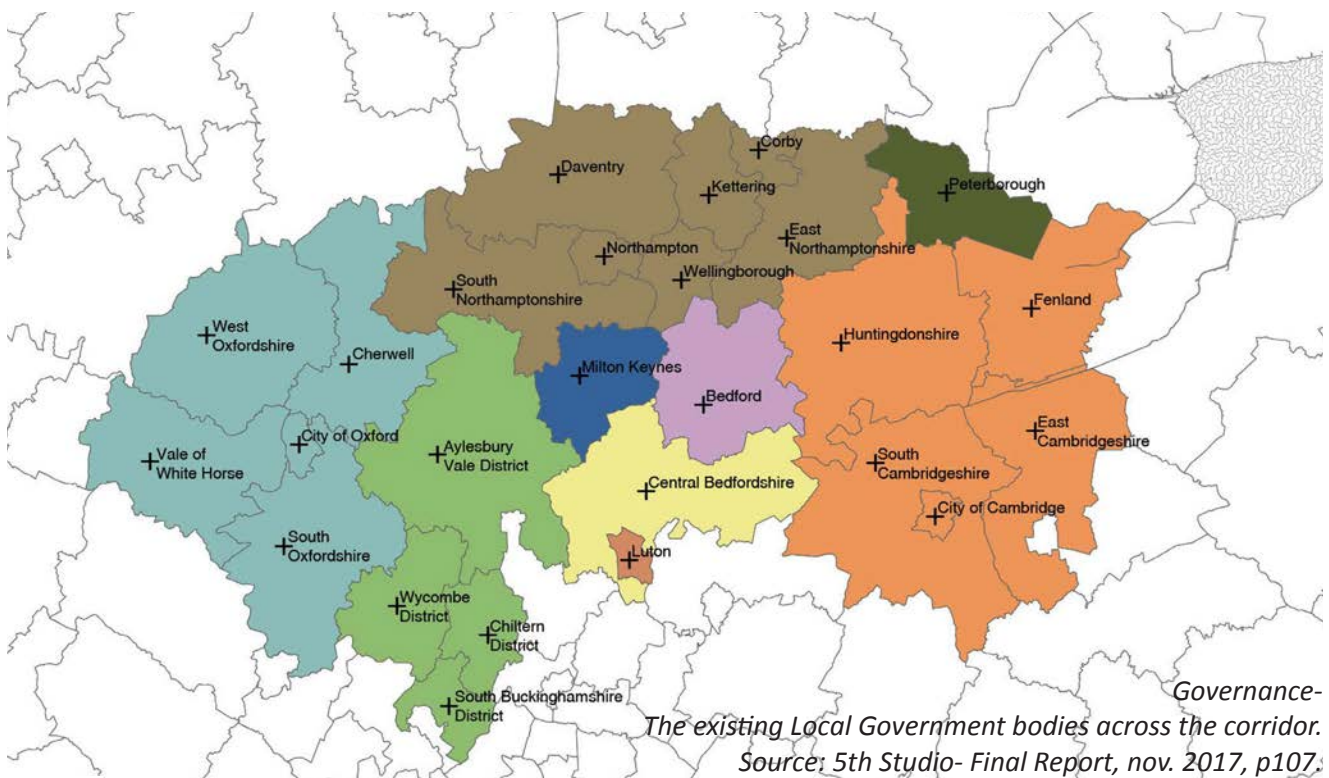 Corby
Daventry
Kettering
Peterborough
East
Northamptonshire
Northampton
Wellingborough
South
Northamptonshire
Fenland
West
Oxfordshire
Cherwell
Huntingdonshire
Milton Keynes
Bedford
City of Oxford
East
Cambridgeshire
Vale of
White Horse
Aylesbury
Vale District
South
Cambridgeshire
Central Bedfordshire
City of Cambridge
South
Oxfordshire
Luton
Wycombe
District
Chiltern
District
South Buckinghamshire
District
Governance-
The existing Local Government bodies across the corridor.
Source: 5th Studio- Final Report, nov. 2017, p107.